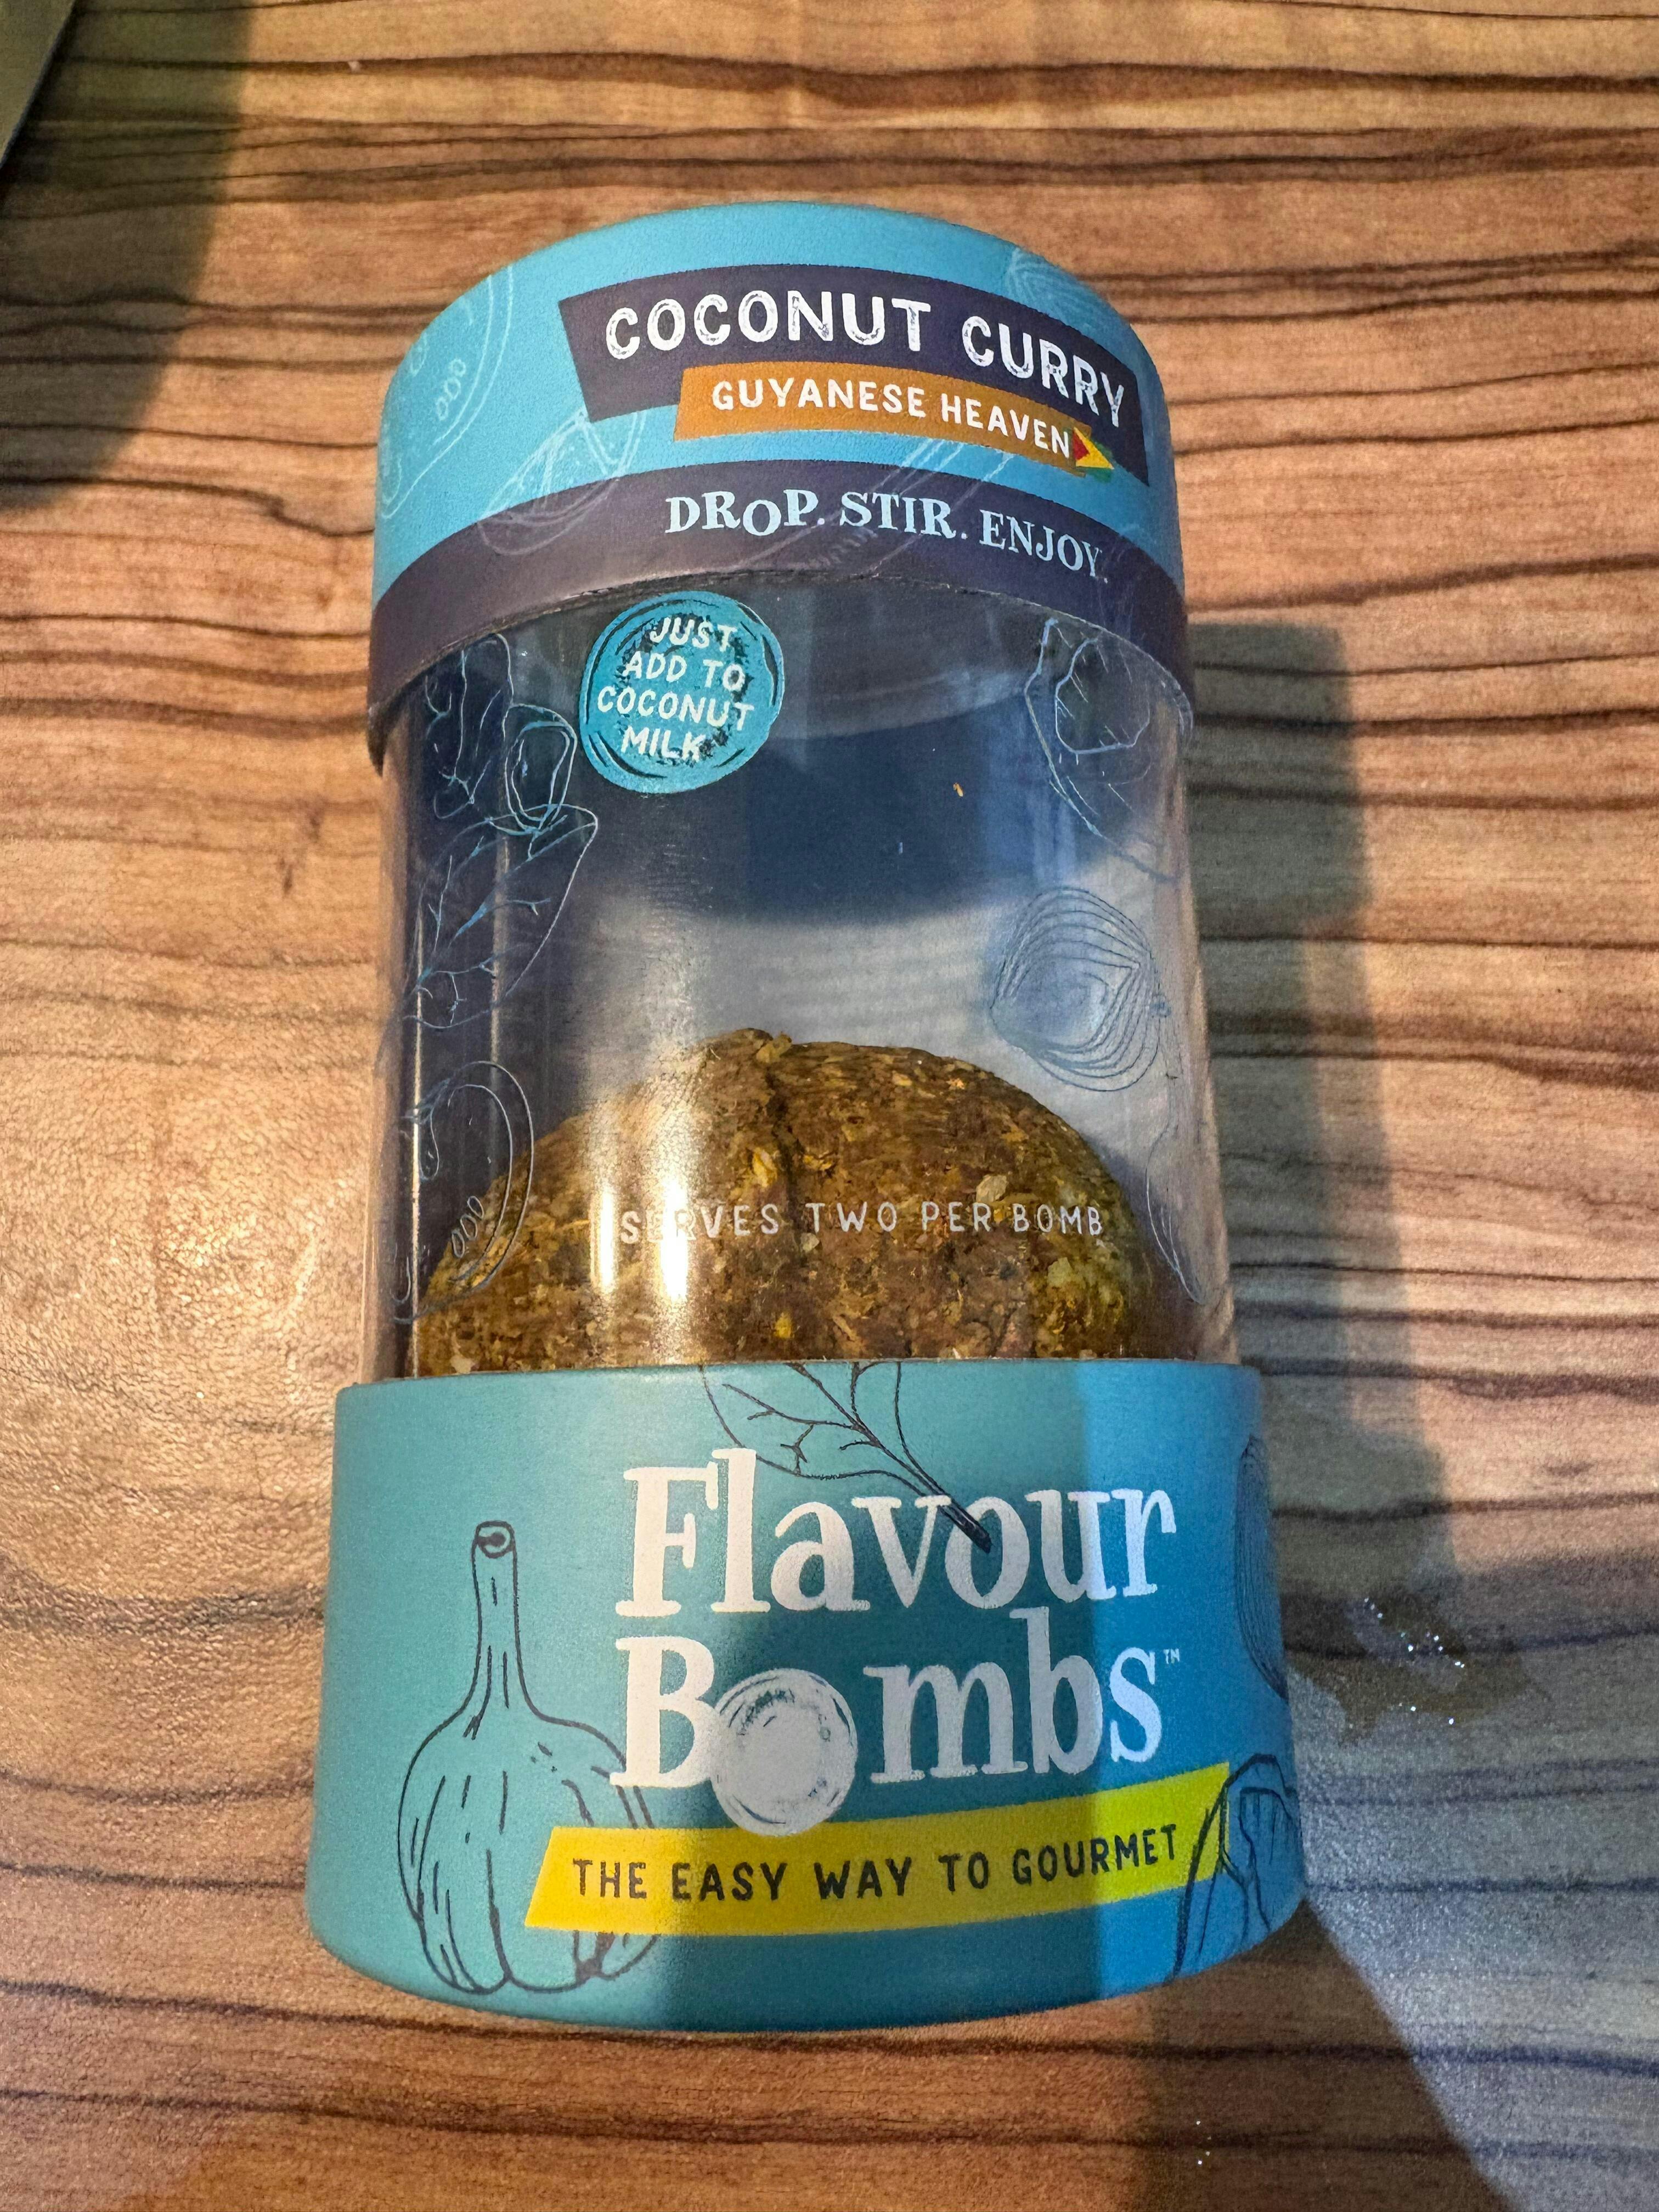 COCONUT CURRY
GUYANESE HEAVEN
DROP. STIR. ENJOY.
JUST
ADD TO
COCONUT
MILK
SERVES TWO PER BOMB
Flavour
Bombs™
THE EASY WAY TO GOURMET